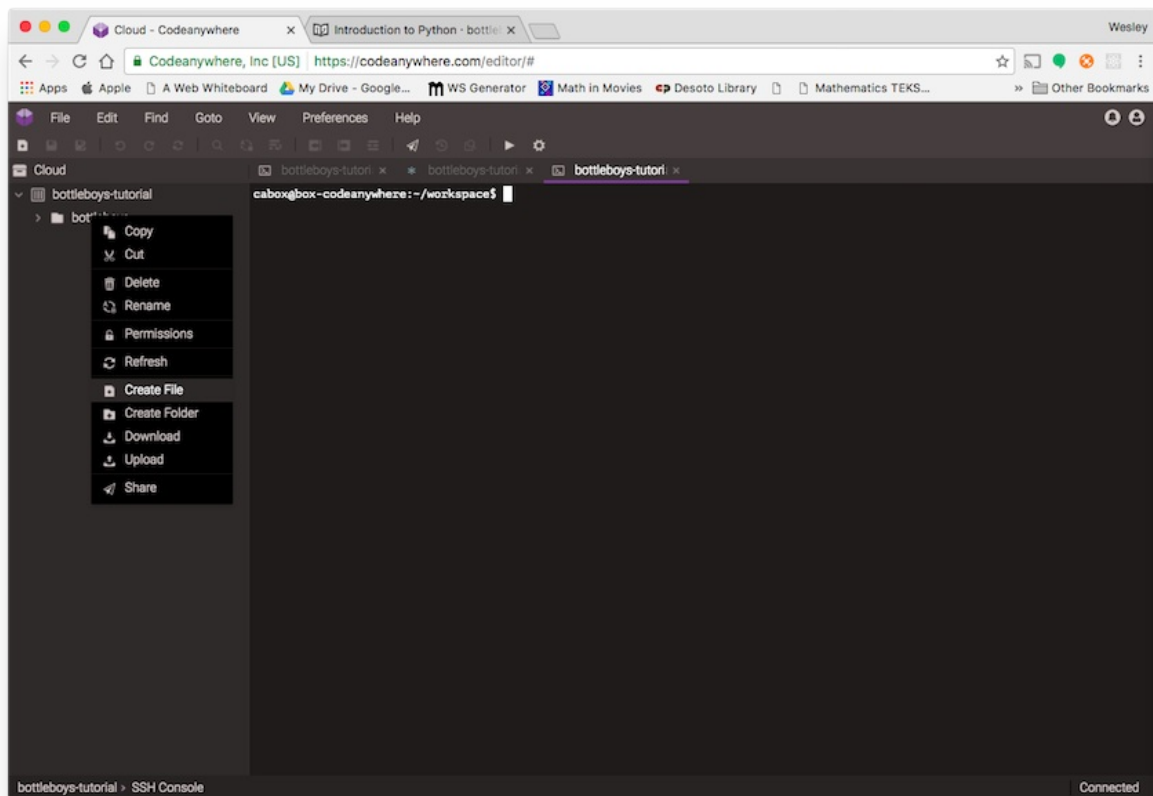 Cloud - Codeanywhere
Introduction to Python · bottle
Wesley
Codeanywhere, Inc [US] https://codeanywhere.com/editor/#
Apps Apple A Web Whiteboard My Drive - Google... WS Generator Math in Movies Desoto Library Mathematics TEKS... » Other Bookmarks
File Edit Find Goto View Preferences Help
Cloud
bottleboys-tutori × bottleboys-tutori × bottleboys-tutori ×
bottleboys-tutorial
cabox@box-codeanywhere:~/workspace$
Copy
Cut
Delete
Rename
Permissions
Refresh
Create File
Create Folder
Download
Upload
Share
bottleboys-tutorial › SSH Console
Connected